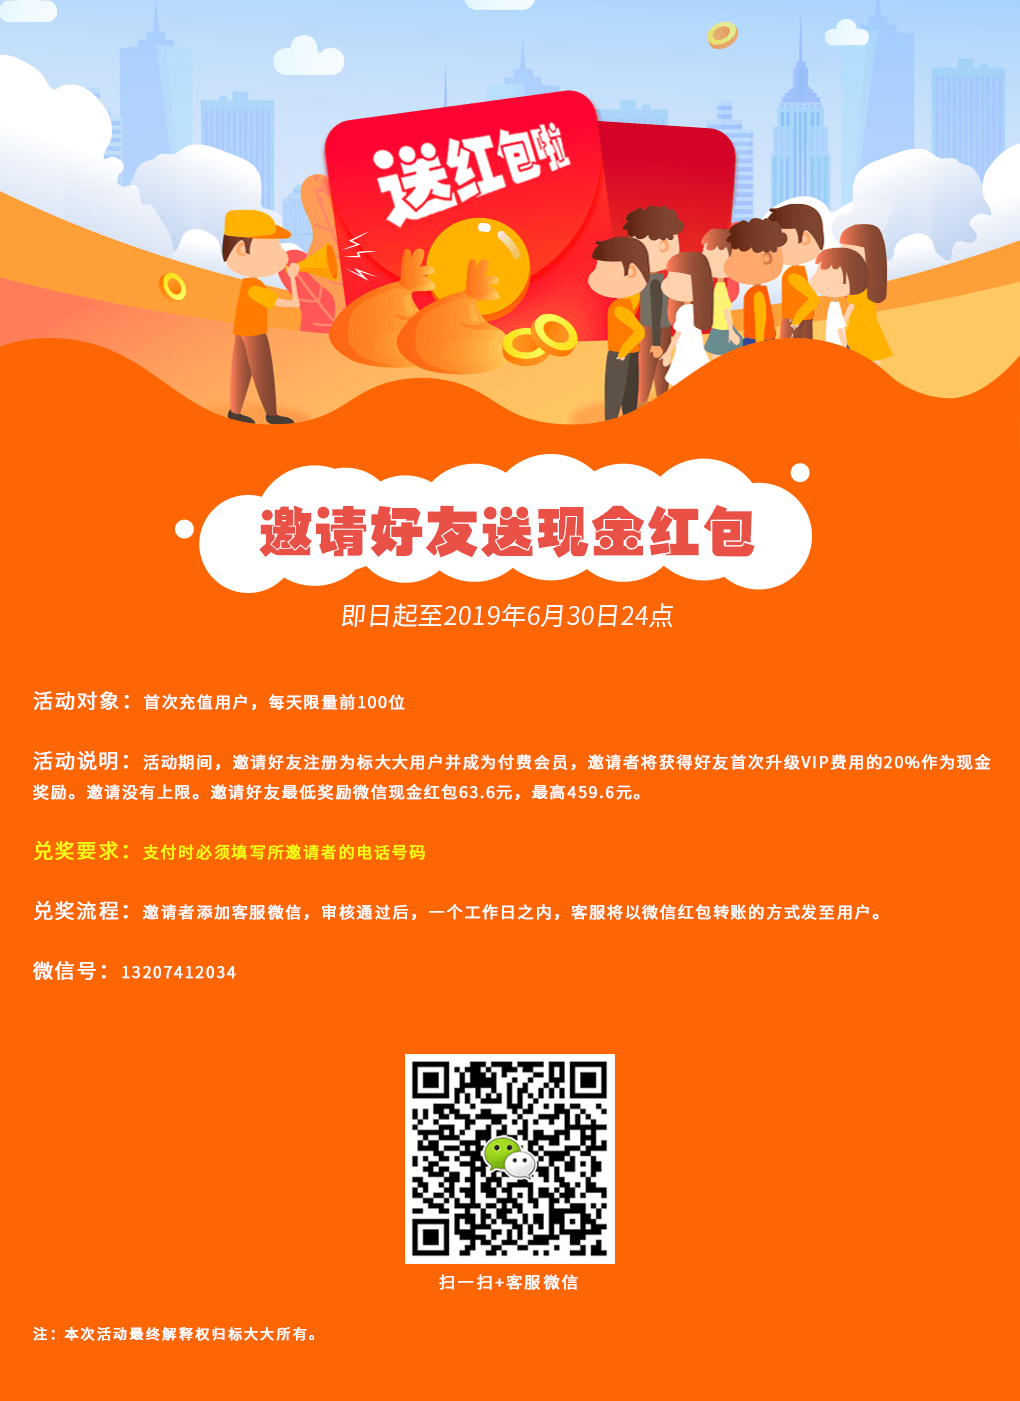 送红包啦
邀请好友送现金红包
即日起至2019年6月30日24点
活动对象：首次充值用户，每天限量前100位
活动说明：活动期间，邀请好友注册为标大大用户并成为付费会员，邀请者将获得好友首次升级VIP费用的20%作为现金
奖励。邀请没有上限。邀请好友最低奖励微信现金红包63.6元，最高459.6元。
兑奖要求：支付时必须填写所邀请者的电话号码
兑奖流程：邀请者添加客服微信，审核通过后，一个工作日之内，客服将以微信红包转账的方式发至用户。
微信号：13207412034
扫一扫+客服微信
注：本次活动最终解释权归标大大所有。